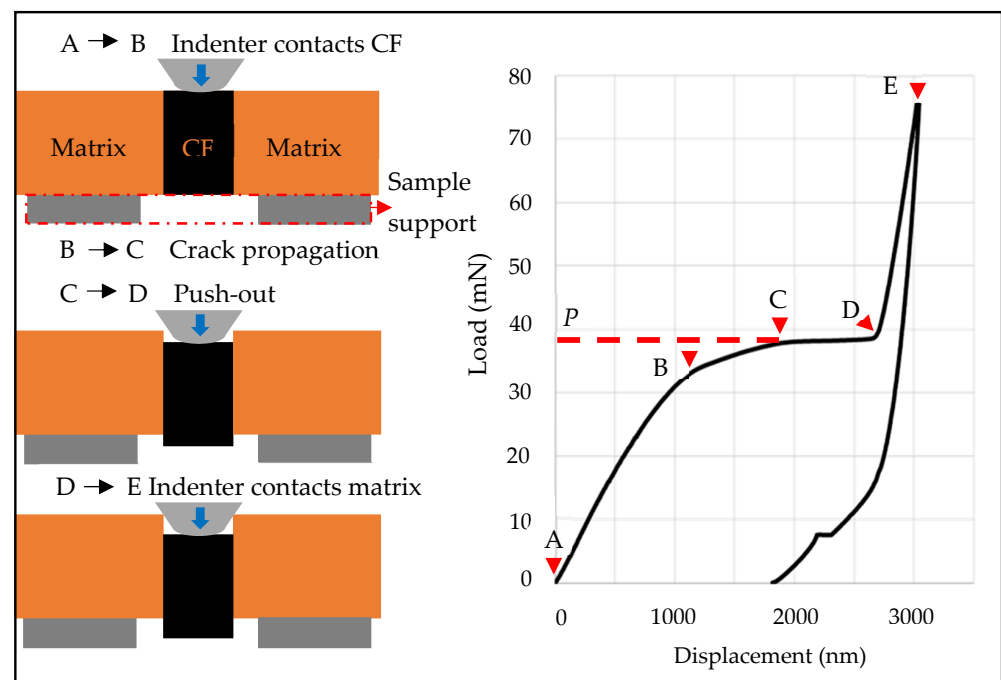 A → B Indenter contacts CF
Matrix CF Matrix
Sample
support
B → C Crack propagation
C → D Push-out
D → E Indenter contacts matrix
Load (mN)
80
70
60
50
40
30
20
10
0
E
P
C
D
B
A
0 1000 2000 3000
Displacement (nm)